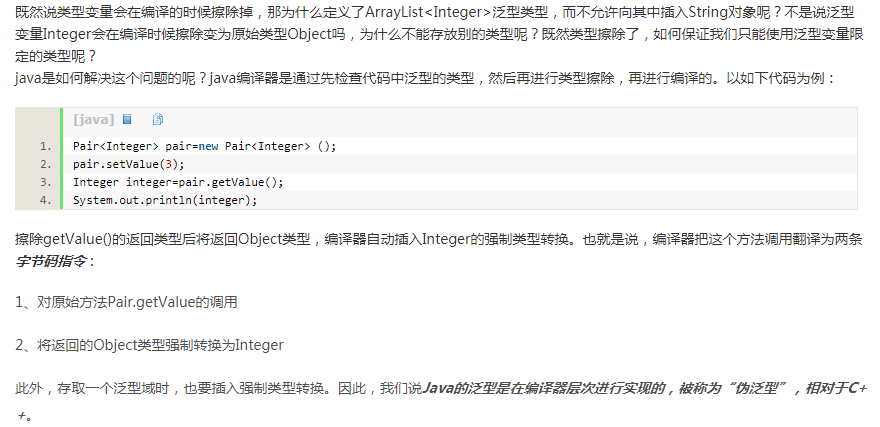 既然说类型变量会在编译的时候擦除掉，那为什么定义了ArrayList<Integer>泛型类型，而不允许向其中插入String对象呢？不是说泛型
变量Integer会在编译时候擦除变为原始类型Object吗，为什么不能存放别的类型呢？既然类型擦除了，如何保证我们只能使用泛型变量限
定的类型呢？
java是如何解决这个问题的呢？java编译器是通过先检查代码中泛型的类型，然后再进行类型擦除，再进行编译的。以如下代码为例：
[java]
1. Pair<Integer> pair=new Pair<Integer> ();
2. pair.setValue(3);
3. Integer integer=pair.getValue();
4. System.out.println(integer);
擦除getValue()的返回类型后将返回Object类型，编译器自动插入Integer的强制类型转换。也就是说，编译器把这个方法调用翻译为两条
字节码指令：
1、对原始方法Pair.getValue的调用
2、将返回的Object类型强制转换为Integer
此外，存取一个泛型域时，也要插入强制类型转换。因此，我们说Java的泛型是在编译器层次进行实现的，被称为“伪泛型”，相对于C+
+。